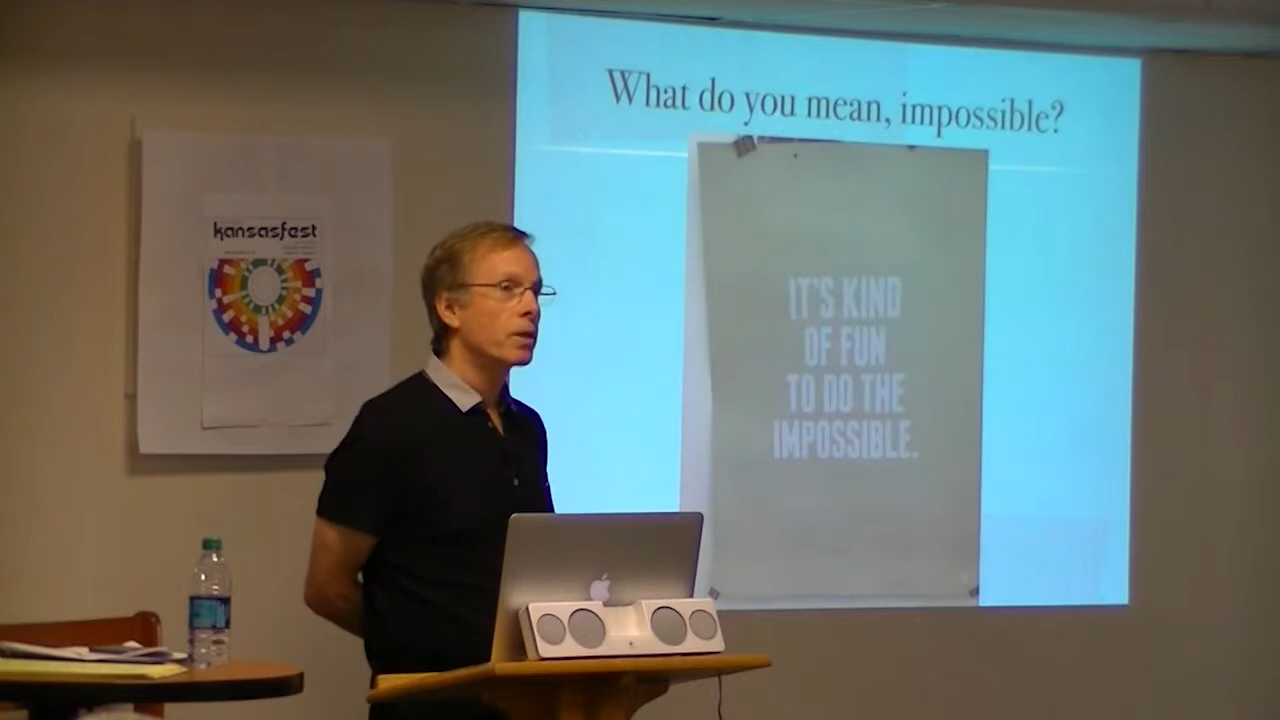 What do you mean, impossible?
kansasfest
IT'S KIND
OF FUN
TO DO THE
IMPOSSIBLE.